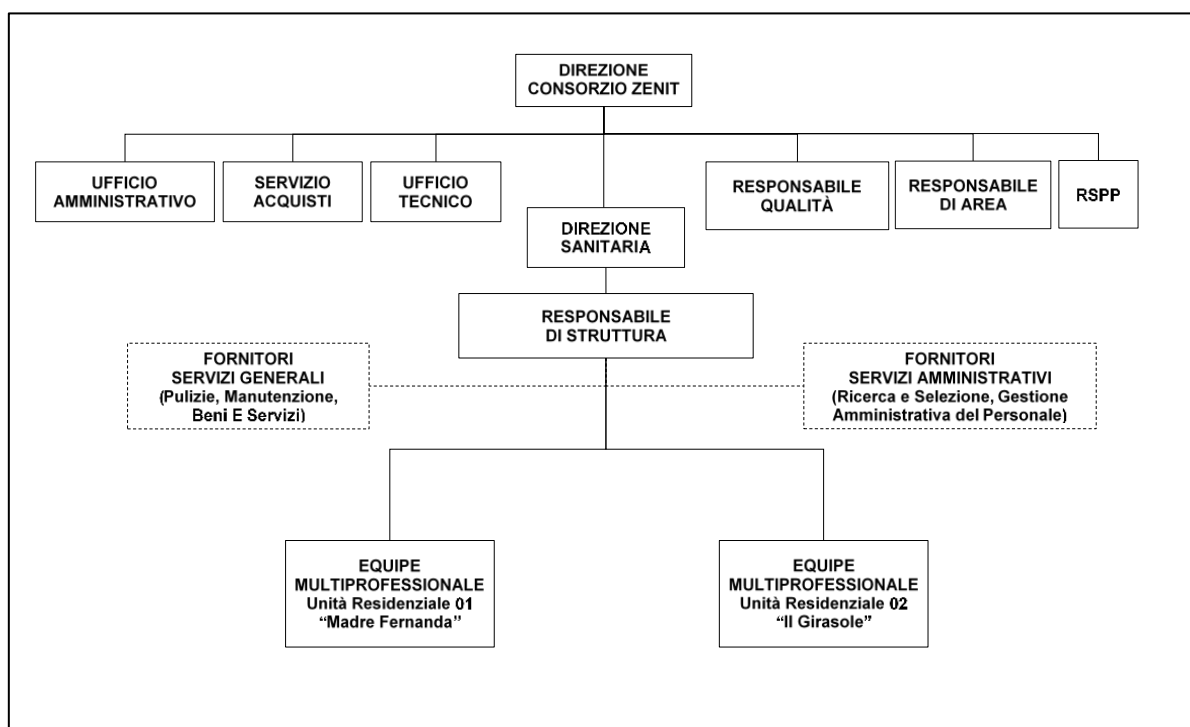 DIREZIONE
CONSORZIO ZENIT
UFFICIO
AMMINISTRATIVO
SERVIZIO
ACQUISTI
UFFICIO
TECNICO
RESPONSABILE
QUALITÀ
RESPONSABILE
DI AREA
RSPP
DIREZIONE
SANITARIA
RESPONSABILE
DI STRUTTURA
FORNITORI
SERVIZI GENERALI
(Pulizie, Manutenzione,
Beni E Servizi)
FORNITORI
SERVIZI AMMINISTRATIVI
(Ricerca e Selezione, Gestione
Amministrativa del Personale)
EQUIPE
MULTIPROFESSIONALE
Unità Residenziale 01
“Madre Fernanda”
EQUIPE
MULTIPROFESSIONALE
Unità Residenziale 02
“Il Girasole”